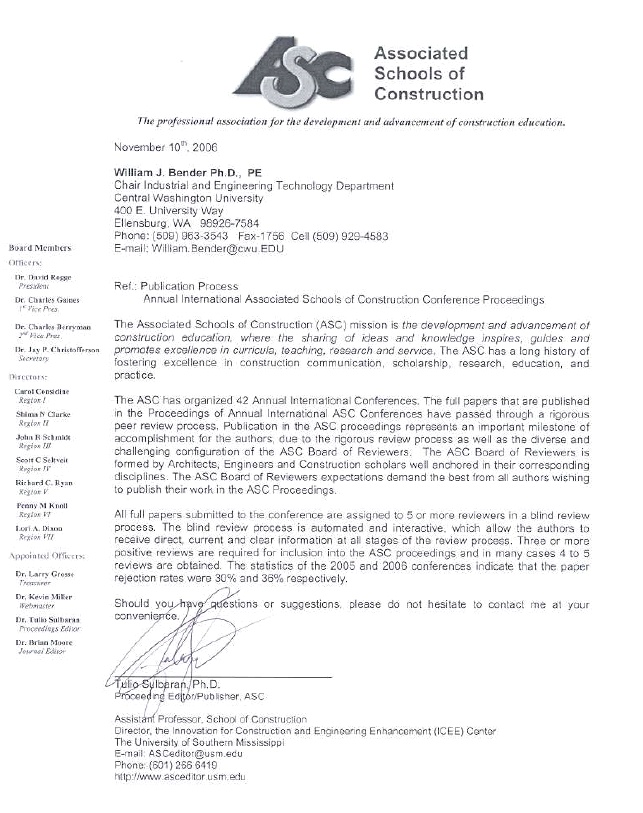 ASC
Associated
Schools of
Construction
The professional association for the development and advancement of construction education.
November 10th, 2006
William J. Bender Ph.D., PE
Chair Industrial and Engineering Technology Department
Central Washington University
400 E. University Way
Ellensburg, WA 98926-7584
Phone: (509) 963-3543 Fax-1756 Cell (509) 929-4583
E-mail: William.Bender@cwu.EDU
Board Members
Officers:
Dr. David Rogge
President
Dr. Charles Gaines
1st Vice Pres.
Dr. Charles Berryman
2nd Vice Pres.
Dr. Jay P. Christofferson
Secretary
Directors:
Carol Considine
Region I
Shima N Clarke
Region II
John B Schmidt
Region III
Scott C Seltveit
Region IV
Richard C. Ryan
Region V
Penny M Knoll
Region VI
Lori A. Dixon
Region VII
Appointed Officers:
Dr. Larry Grosse
Treasurer
Dr. Kevin Miller
Webmaster
Dr. Tulio Sulbaran
Proceedings Editor
Dr. Brian Moore
Journal Editor
Ref.: Publication Process
Annual International Associated Schools of Construction Conference Proceedings
The Associated Schools of Construction (ASC) mission is the development and advancement of
construction education, where the sharing of ideas and knowledge inspires, guides and
promotes excellence in curricula, teaching, research and service. The ASC has a long history of
fostering excellence in construction communication, scholarship, research, education, and
practice.
The ASC has organized 42 Annual International Conferences. The full papers that are published
in the Proceedings of Annual International ASC Conferences have passed through a rigorous
peer review process. Publication in the ASC proceedings represents an important milestone of
accomplishment for the authors, due to the rigorous review process as well as the diverse and
challenging configuration of the ASC Board of Reviewers. The ASC Board of Reviewers is
formed by Architects, Engineers and Construction scholars well anchored in their corresponding
disciplines. The ASC Board of Reviewers expectations demand the best from all authors wishing
to publish their work in the ASC Proceedings.
All full papers submitted to the conference are assigned to 5 or more reviewers in a blind review
process. The blind review process is automated and interactive, which allow the authors to
receive direct, current and clear information at all stages of the review process. Three or more
positive reviews are required for inclusion into the ASC proceedings and in many cases 4 to 5
reviews are obtained. The statistics of the 2005 and 2006 conferences indicate that the paper
rejection rates were 30% and 36% respectively.
Should you have questions or suggestions, please do not hesitate to contact me at your
convenience.
Tulio Sulbaran, Ph.D.
Proceeding Editor/Publisher, ASC
Assistant Professor, School of Construction
Director, the Innovation for Construction and Engineering Enhancement (ICEE) Center
The University of Southern Mississippi
E-mail: ASCeditor@usm.edu
Phone: (601) 266 6419
http://www.asceditor.usm.edu